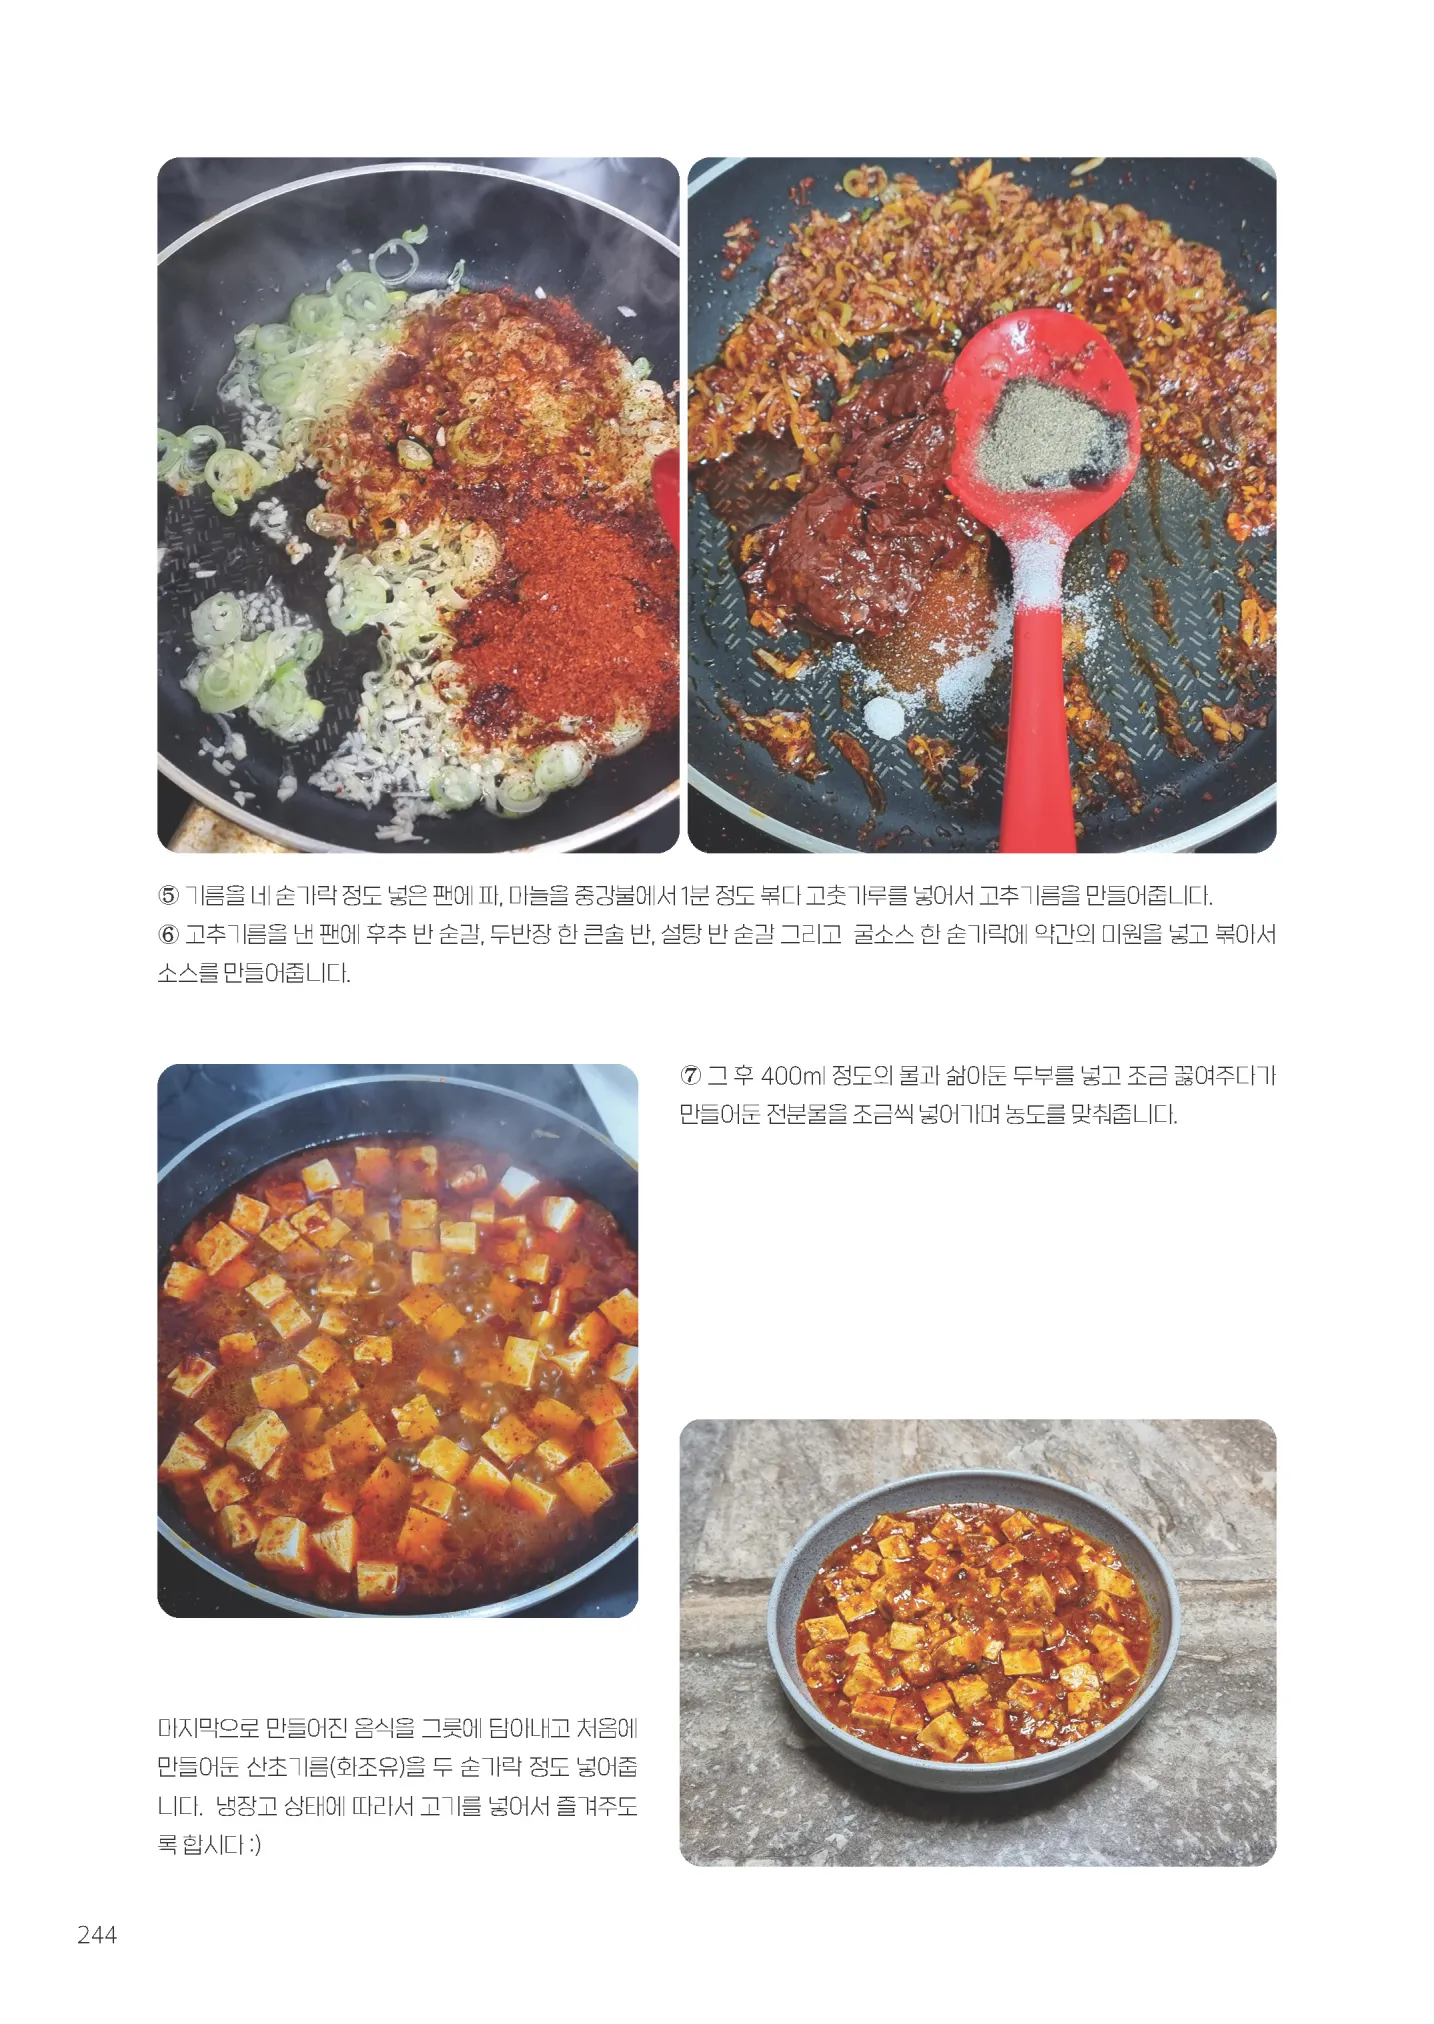 ⑤ 기름을 네 숟가락 정도 넣은 팬에 파, 마늘을 중강불에서 1분 정도 볶다 고춧가루를 넣어서 고추기름을 만들어줍니다.
⑥ 고추기름을 낸 팬에 후추 반 숟갈, 두반장 한 큰술 반, 설탕 반 숟갈 그리고 굴소스 한 숟가락에 약간의 미원을 넣고 볶아서
소스를 만들어줍니다.
⑦ 그 후 400ml 정도의 물과 삶아둔 두부를 넣고 조금 끓여주다가
만들어둔 전분물을 조금씩 넣어가며 농도를 맞춰줍니다.
마지막으로 만들어진 음식을 그릇에 담아내고 처음에
만들어둔 산초기름(화조유)을 두 숟가락 정도 넣어줍
니다. 냉장고 상태에 따라서 고기를 넣어서 즐겨주도
록 합시다 :)
244